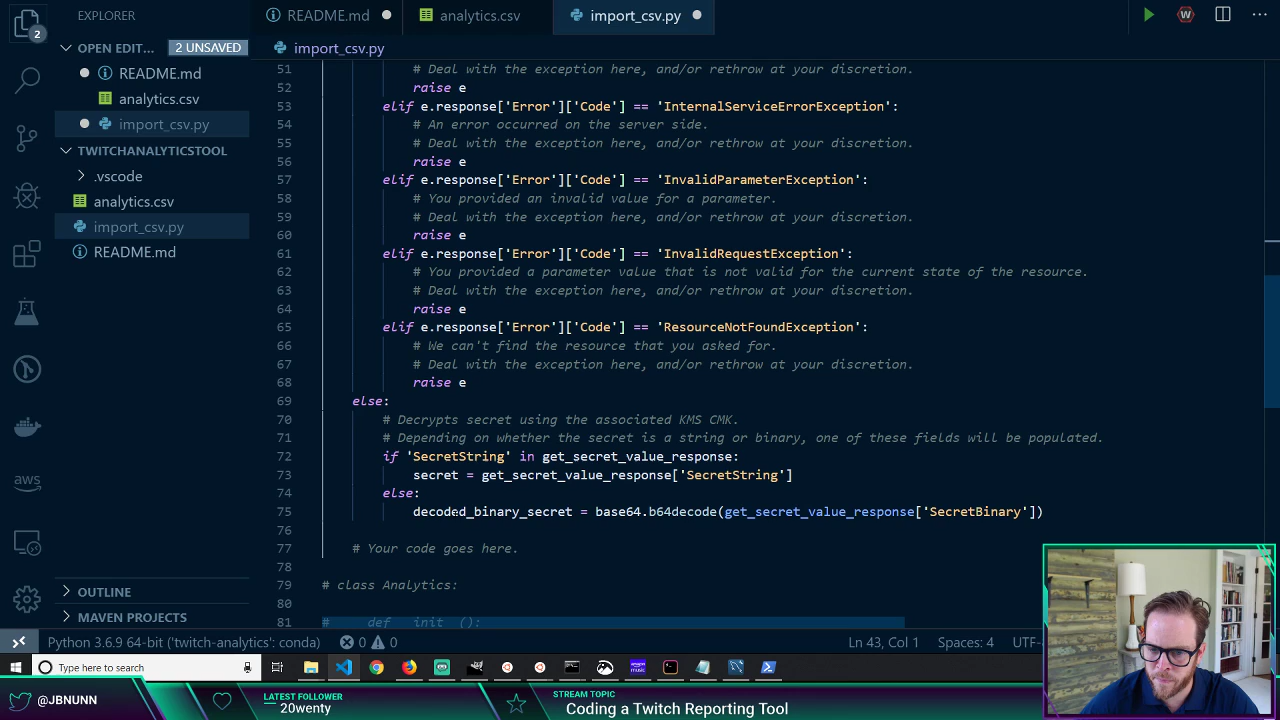 2
EXPLORER
OPEN EDIT... 2 UNSAVED
README.md
analytics.csv
import_csv.py
TWITCHANALYTICSTOOL
.vscode
analytics.csv
import_csv.py
README.md
aws
OUTLINE
MAVEN PROJECTS
README.md analytics.csv import_csv.py
import_csv.py
51 # Deal with the exception here, and/or rethrow at your discretion.
52 raise e
53 elif e.response['Error']['Code'] == 'InternalServiceErrorException':
54 # An error occurred on the server side.
55 # Deal with the exception here, and/or rethrow at your discretion.
56 raise e
57 elif e.response['Error']['Code'] == 'InvalidParameterException':
58 # You provided an invalid value for a parameter.
59 # Deal with the exception here, and/or rethrow at your discretion.
60 raise e
61 elif e.response['Error']['Code'] == 'InvalidRequestException':
62 # You provided a parameter value that is not valid for the current state of the resource.
63 # Deal with the exception here, and/or rethrow at your discretion.
64 raise e
65 elif e.response['Error']['Code'] == 'ResourceNotFoundException':
66 # We can't find the resource that you asked for.
67 # Deal with the exception here, and/or rethrow at your discretion.
68 raise e
69 else:
70 # Decrypts secret using the associated KMS CMK.
71 # Depending on whether the secret is a string or binary, one of these fields will be populated.
72 if 'SecretString' in get_secret_value_response:
73 secret = get_secret_value_response['SecretString']
74 else:
75 decoded_binary_secret = base64.b64decode(get_secret_value_response['SecretBinary'])
76
77 # Your code goes here.
78
79 # class Analytics:
80
81 # def __init__():
Python 3.6.9 64-bit ('twitch-analytics': conda) 0 0 Ln 43, Col 1 Spaces: 4 UTF-
Type here to search
@JBNUNN
LATEST FOLLOWER
20wenty
STREAM TOPIC
Coding a Twitch Reporting Tool